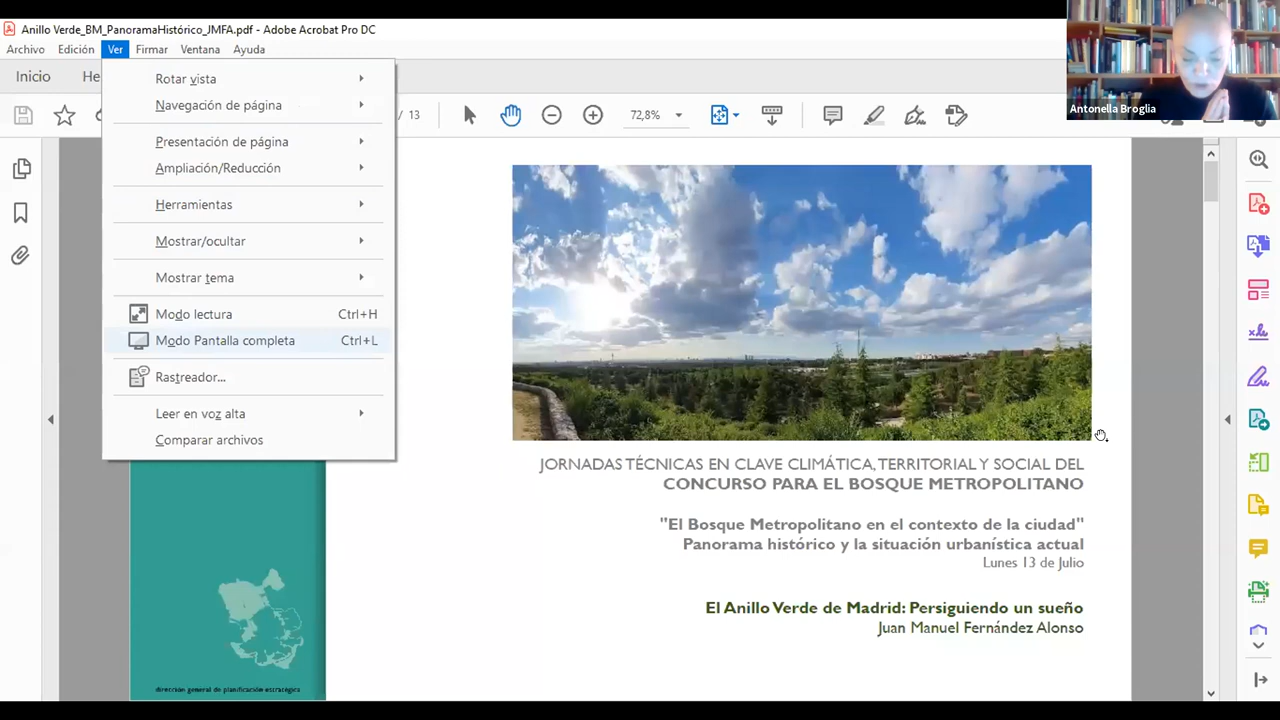 Anillo Verde_BM_PanoramaHistórico_JMFA.pdf - Adobe Acrobat Pro DC
Archivo Edición Ver Firmar Ventana Ayuda
Inicio He
/ 13 72,8%
Antonella Broglia
Rotar vista
Navegación de página
Presentación de página
Ampliación/Reducción
Herramientas
Mostrar/ocultar
Mostrar tema
Modo lectura Ctrl+H
Modo Pantalla completa Ctrl+L
Rastreador...
Leer en voz alta
Comparar archivos
JORNADAS TÉCNICAS EN CLAVE CLIMÁTICA, TERRITORIAL Y SOCIAL DEL
CONCURSO PARA EL BOSQUE METROPOLITANO
"El Bosque Metropolitano en el contexto de la ciudad"
Panorama histórico y la situación urbanística actual
Lunes 13 de Julio
El Anillo Verde de Madrid: Persiguiendo un sueño
Juan Manuel Fernández Alonso
dirección general de planificación estratégica